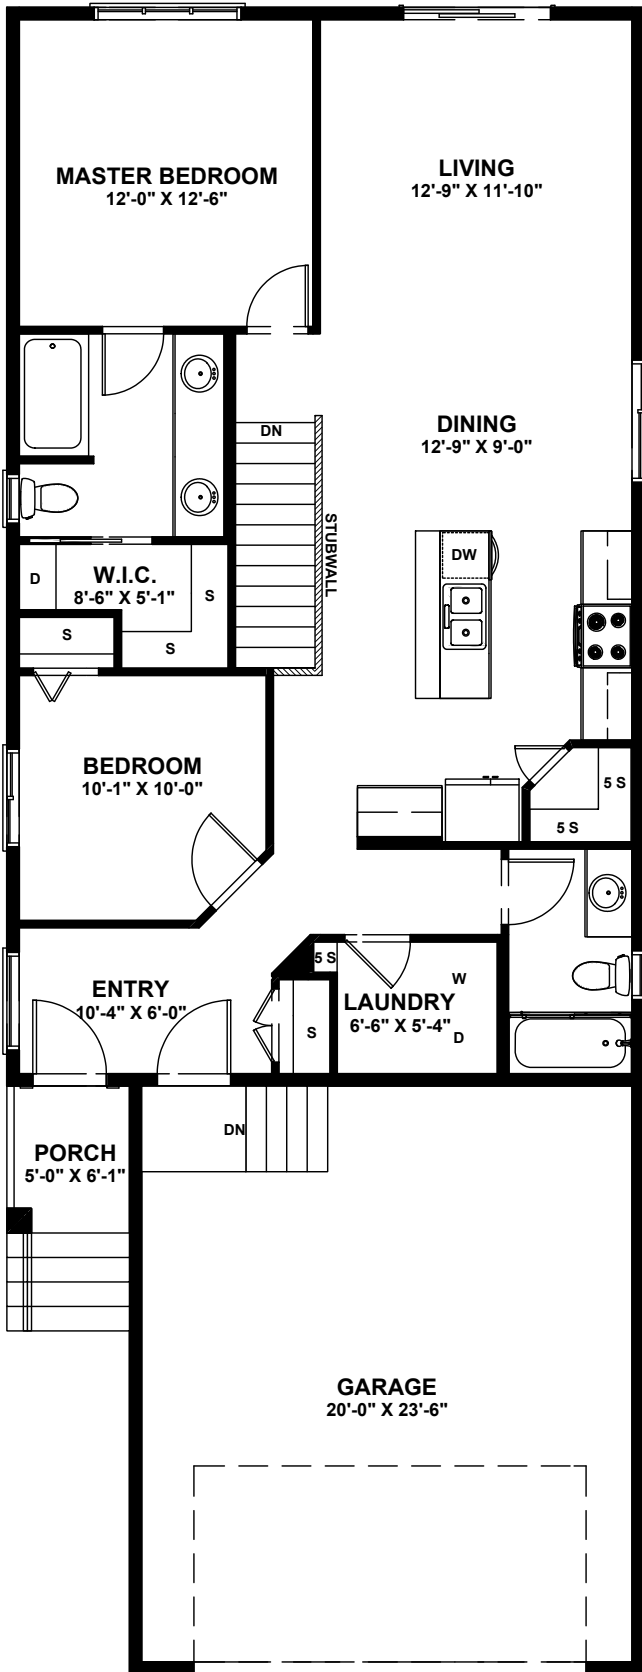 MASTER BEDROOM
12'-0" X 12'-6"
LIVING
12'-9" X 11'-10"
DINING
12'-9" X 9'-0"
DN
STUBWALL
DW
W.I.C.
8'-6" X 5'-1"
D
S
S
S
BEDROOM
10'-1" X 10'-0"
5 S
5 S
ENTRY
10'-4" X 6'-0"
5 S
S
LAUNDRY
6'-6" X 5'-4"
W
D
PORCH
5'-0" X 6'-1"
DN
GARAGE
20'-0" X 23'-6"